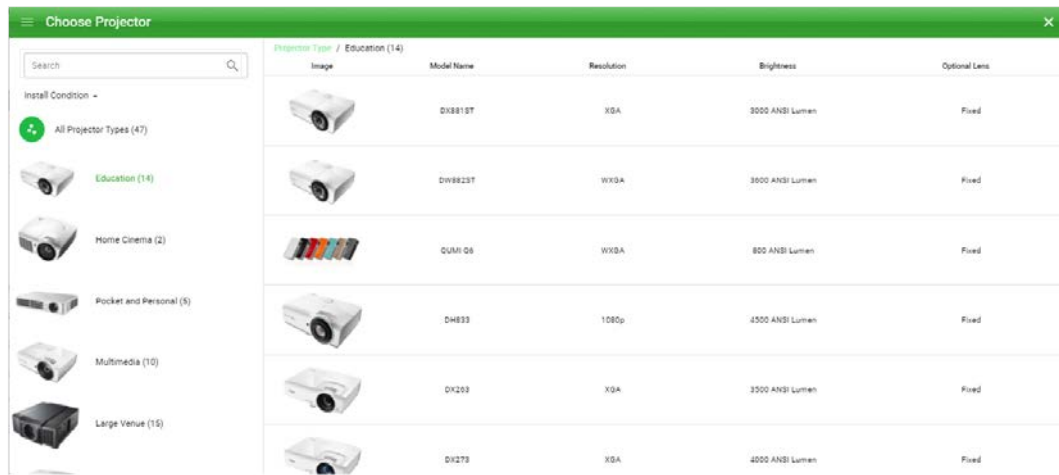 Choose Projector
Search
Install Condition
All Projector Types (47)
Education (14)
Home Cinema (2)
Pocket and Personal (5)
Multimedia (10)
Large Venue (15)
Projector Type / Education (14)
Image Model Name Resolution Brightness Optional Lens
DX881ST XGA 3000 ANSI Lumen Fixed
DW882ST WXGA 3600 ANSI Lumen Fixed
QUMI Q6 WXGA 800 ANSI Lumen Fixed
DH833 1080p 4500 ANSI Lumen Fixed
DX263 XGA 3500 ANSI Lumen Fixed
DX273 XGA 4000 ANSI Lumen Fixed